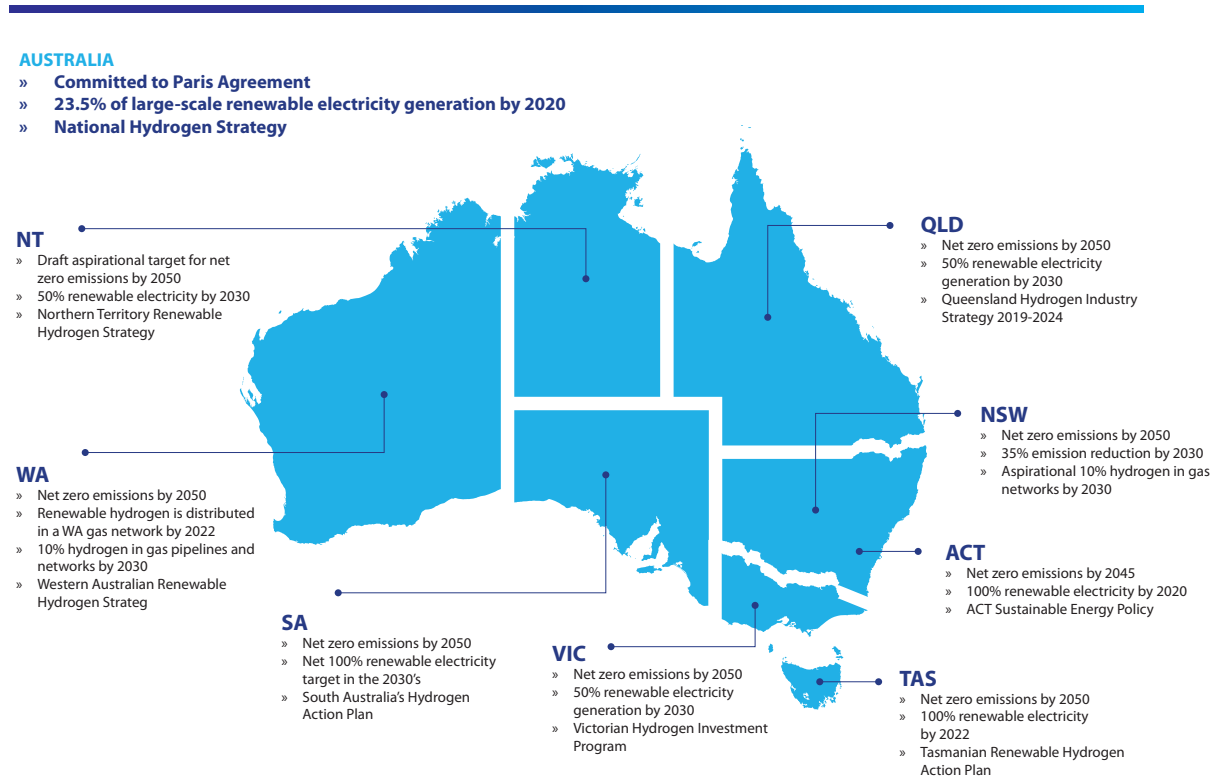 AUSTRALIA
» Committed to Paris Agreement
» 23.5% of large-scale renewable electricity generation by 2020
» National Hydrogen Strategy
NT
» Draft aspirational target for net
zero emissions by 2050
» 50% renewable electricity by 2030
» Northern Territory Renewable
Hydrogen Strategy
WA
» Net zero emissions by 2050
» Renewable hydrogen is distributed
in a WA gas network by 2022
» 10% hydrogen in gas pipelines and
networks by 2030
» Western Australian Renewable
Hydrogen Strateg
SA
» Net zero emissions by 2050
» Net 100% renewable electricity
target in the 2030's
» South Australia's Hydrogen
Action Plan
VIC
» Net zero emissions by 2050
» 50% renewable electricity
generation by 2030
» Victorian Hydrogen Investment
Program
QLD
» Net zero emissions by 2050
» 50% renewable electricity
generation by 2030
» Queensland Hydrogen Industry
Strategy 2019-2024
NSW
» Net zero emissions by 2050
» 35% emission reduction by 2030
» Aspirational 10% hydrogen in gas
networks by 2030
ACT
» Net zero emissions by 2045
» 100% renewable electricity by 2020
» ACT Sustainable Energy Policy
TAS
» Net zero emissions by 2050
» 100% renewable electricity
by 2022
» Tasmanian Renewable Hydrogen
Action Plan